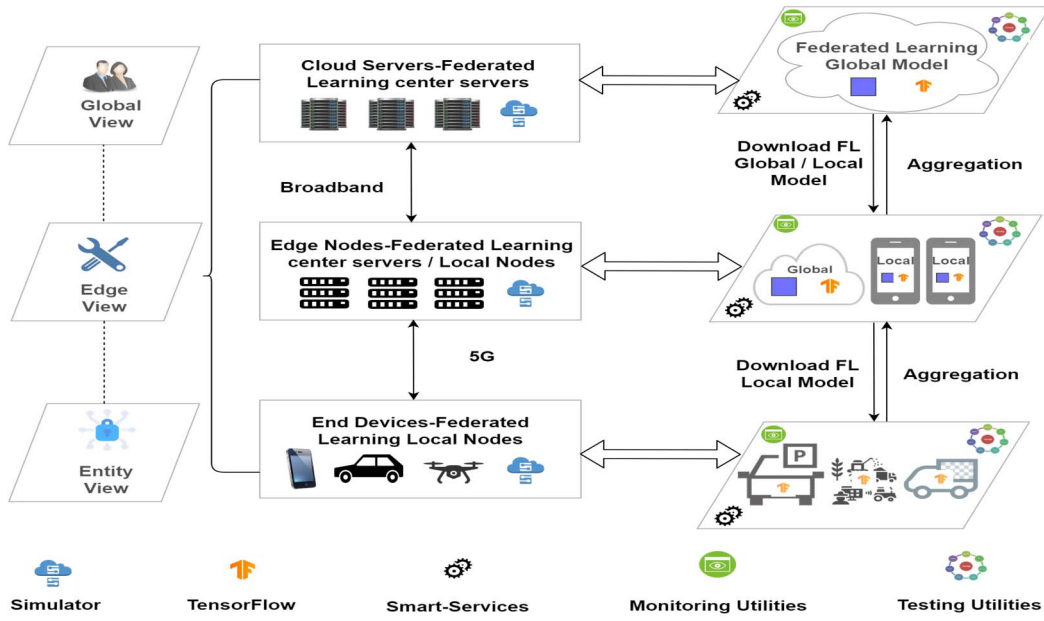 Global
View
Cloud Servers-Federated
Learning center servers
Federated Learning
Global Model
Broadband
Download FL
Global / Local
Model
Aggregation
Edge
View
Edge Nodes-Federated Learning
center servers / Local Nodes
Global
Local
Local
5G
Download FL
Local Model
Aggregation
Entity
View
End Devices-Federated
Learning Local Nodes
P
Simulator
TensorFlow
Smart-Services
Monitoring Utilities
Testing Utilities